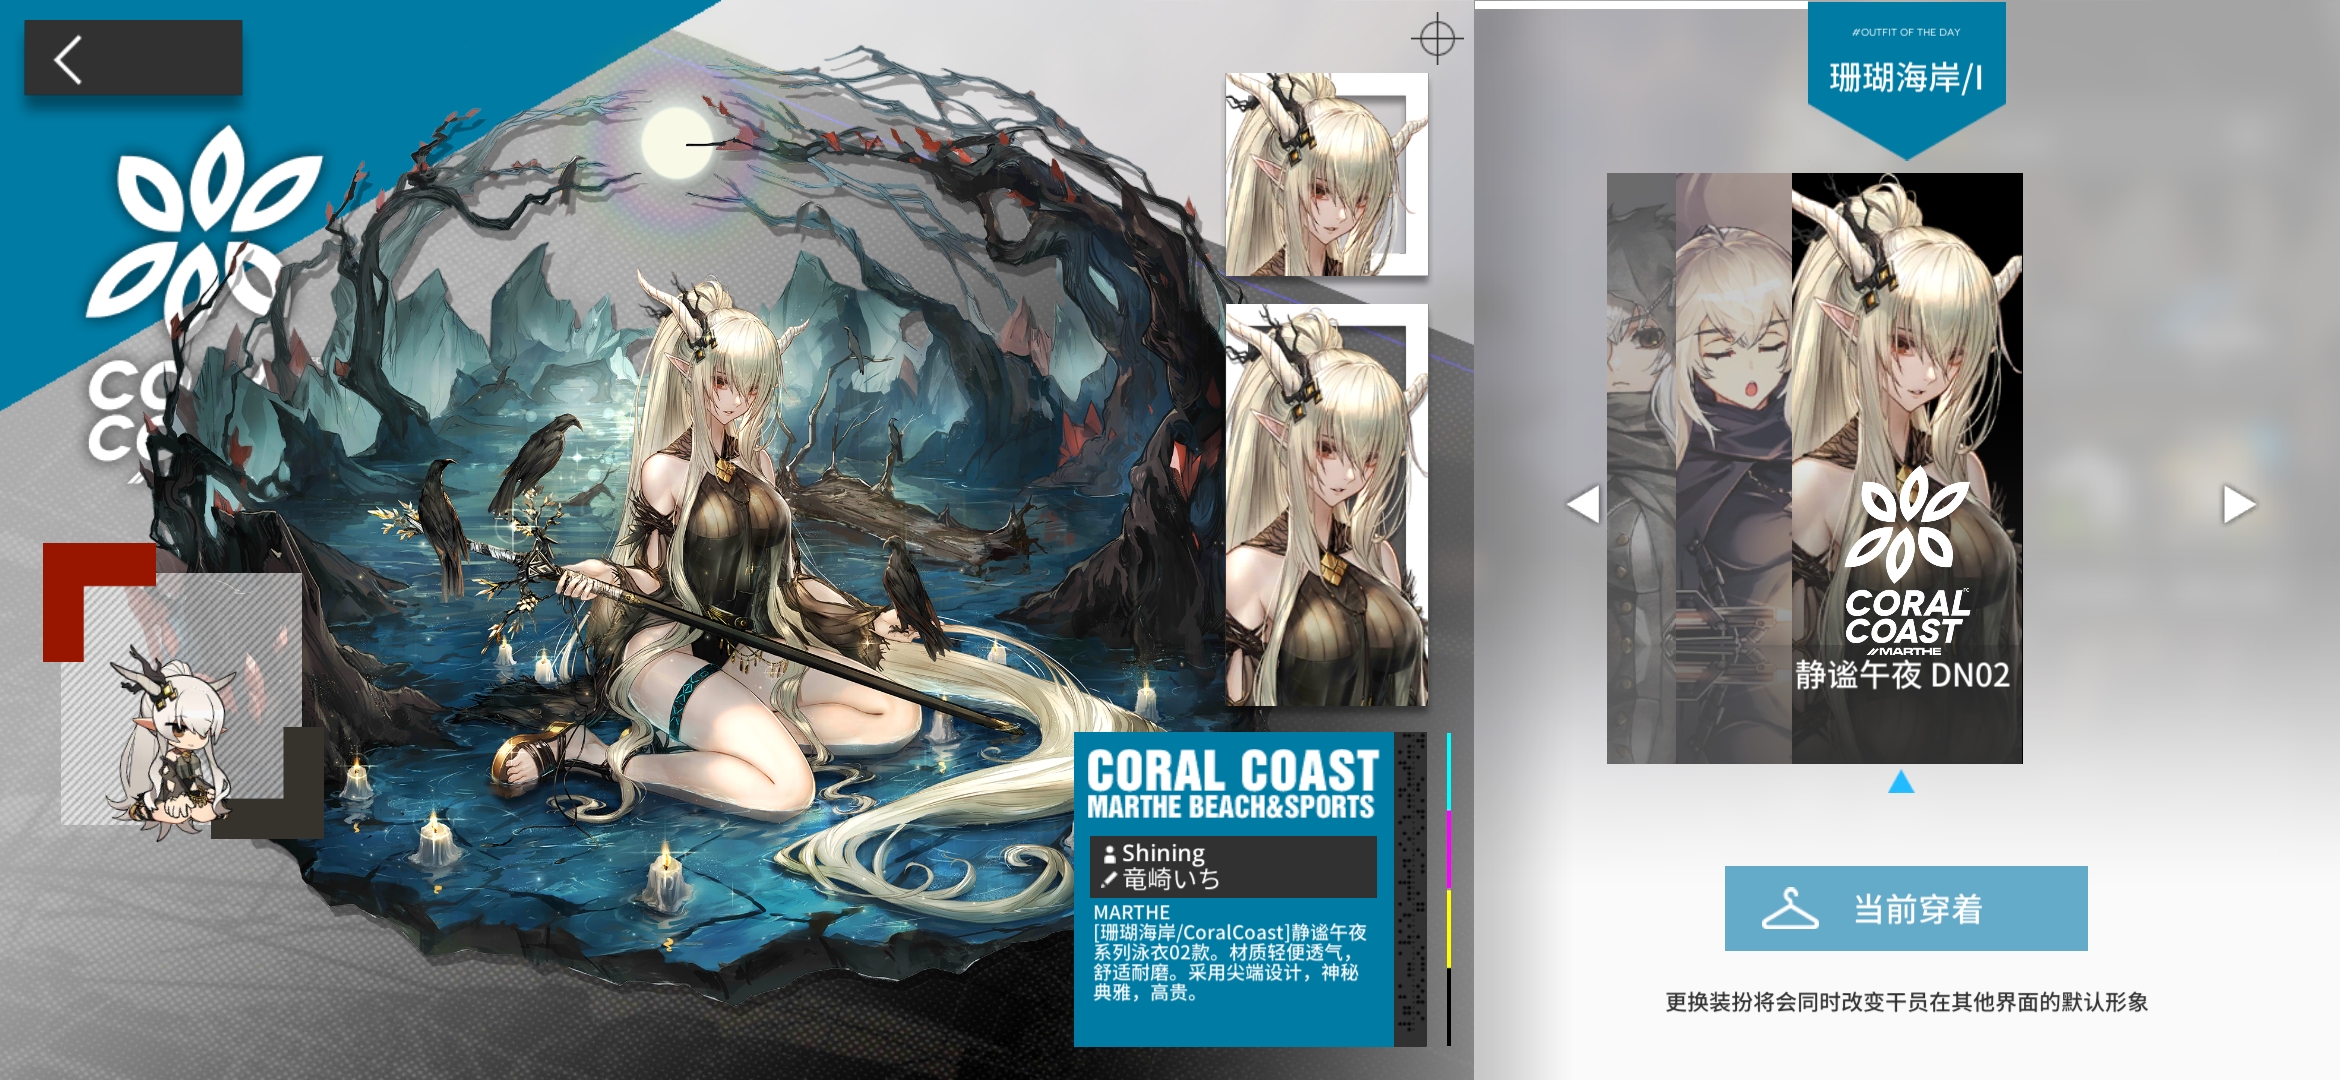 CO
CO
CORAL COAST
MARTHE BEACH&SPORTS
Shining
竜崎いち
MARTHE
[珊瑚海岸/CoralCoast]静谧午夜
系列泳衣02款。材质轻便透气，
舒适耐磨。采用尖端设计，神秘
典雅，高贵。
//OUTFIT OF THE DAY
珊瑚海岸/I
CORAL
COAST
//MARTHE
静谧午夜 DN02
当前穿着
更换装扮将会同时改变干员在其他界面的默认形象